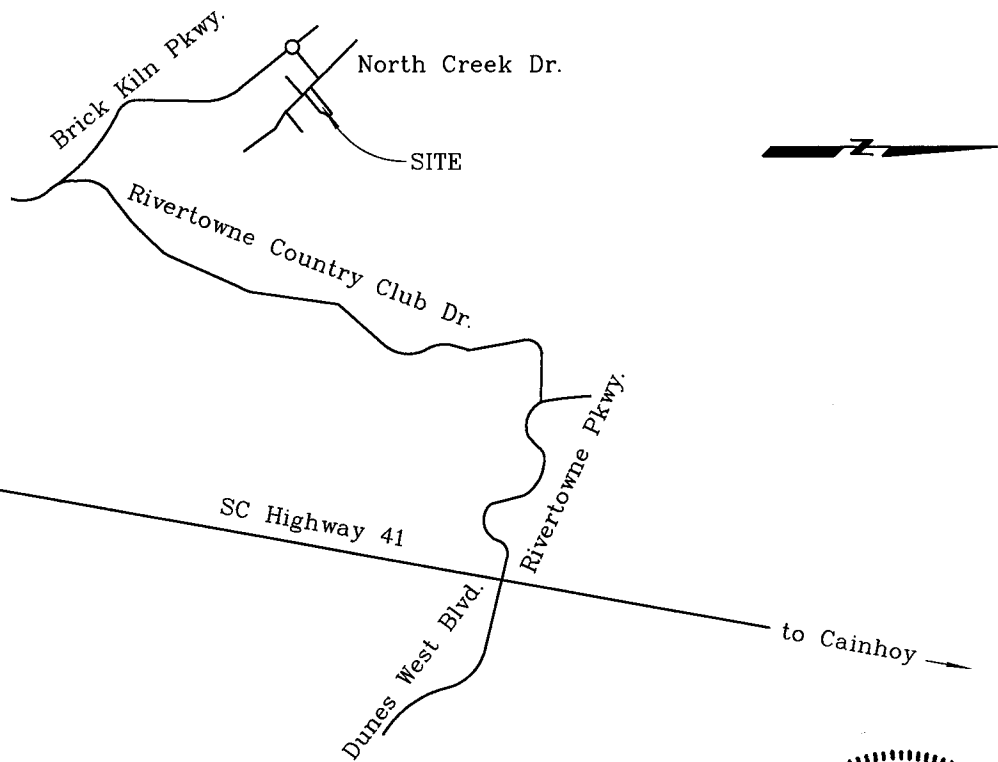 Brick Kiln Pkwy.
North Creek Dr.
SITE
N
Rivertowne Country Club Dr.
Rivertowne Pkwy.
SC Highway 41
Dunes West Blvd.
to Cainhoy